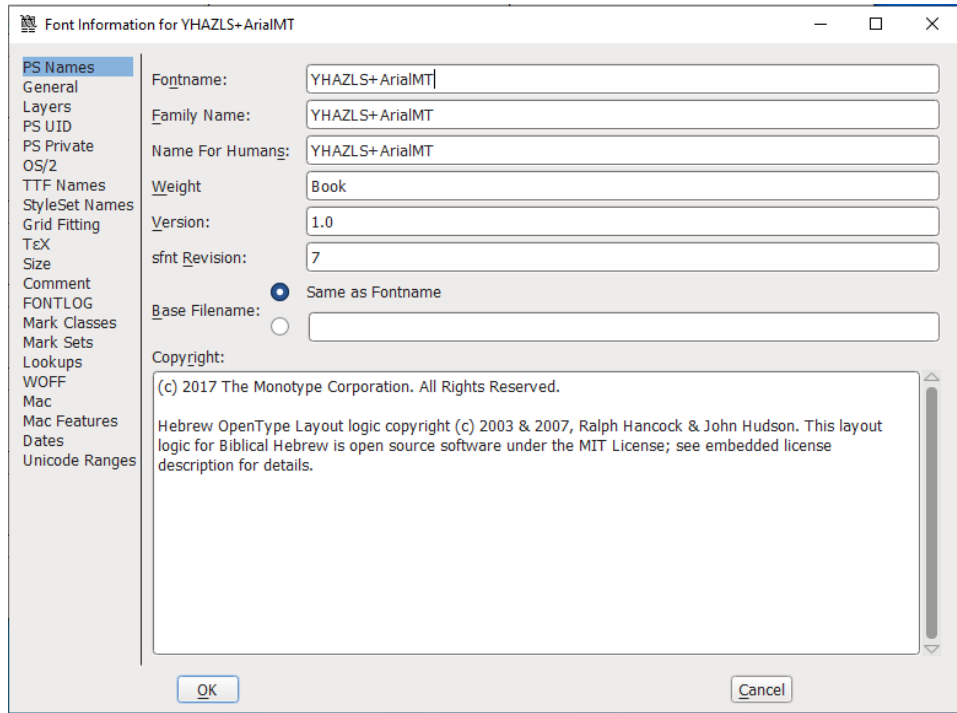 Font Information for YHAZLS+ArialMT
PS Names
General
Layers
PS UID
PS Private
OS/2
TTF Names
StyleSet Names
Grid Fitting
TεX
Size
Comment
FONTLOG
Mark Classes
Mark Sets
Lookups
WOFF
Mac
Mac Features
Dates
Unicode Ranges
Fontname: YHAZLS+ArialMT
Family Name: YHAZLS+ArialMT
Name For Humans: YHAZLS+ArialMT
Weight Book
Version: 1.0
sfnt Revision: 7
Base Filename: Same as Fontname
Copyright:
(c) 2017 The Monotype Corporation. All Rights Reserved.
Hebrew OpenType Layout logic copyright (c) 2003 & 2007, Ralph Hancock & John Hudson. This layout
logic for Biblical Hebrew is open source software under the MIT License; see embedded license
description for details.
OK Cancel